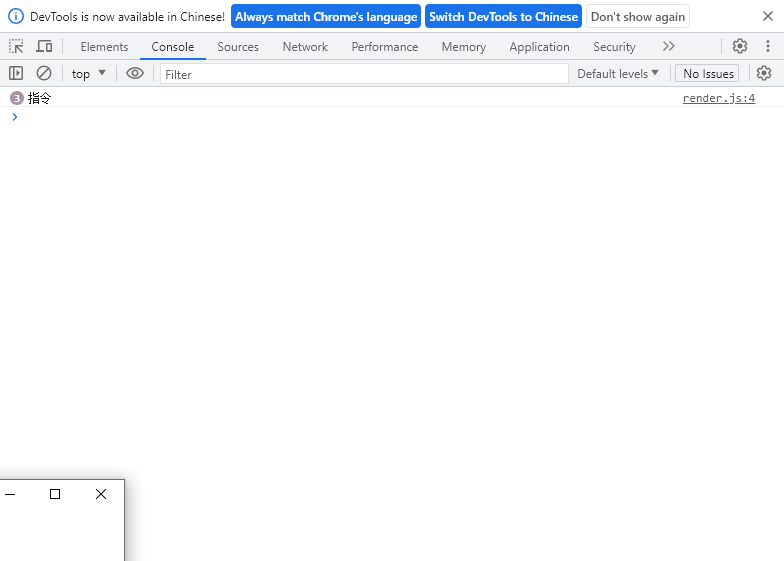 DevTools is now available in Chinese! Always match Chrome's language Switch DevTools to Chinese Don't show again
Elements Console Sources Network Performance Memory Application Security
top Filter Default levels No Issues
3 指令 render.js:4